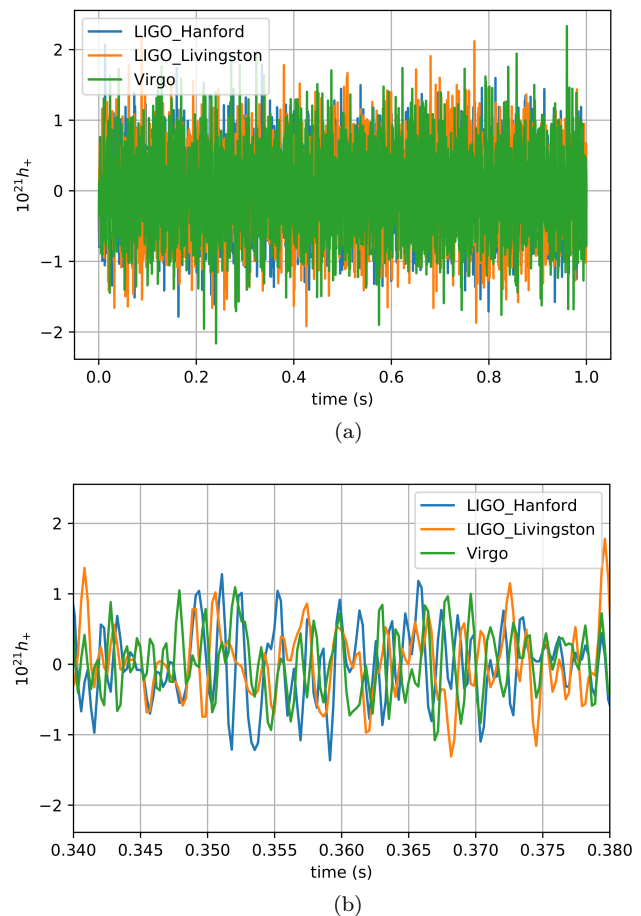 LIGO_Hanford
LIGO_Livingston
Virgo
2
1
0
−1
−2
10²¹h₊
0.0 0.2 0.4 0.6 0.8 1.0
time (s)
(a)
LIGO_Hanford
LIGO_Livingston
Virgo
2
1
0
−1
−2
10²¹h₊
0.340 0.345 0.350 0.355 0.360 0.365 0.370 0.375 0.380
time (s)
(b)